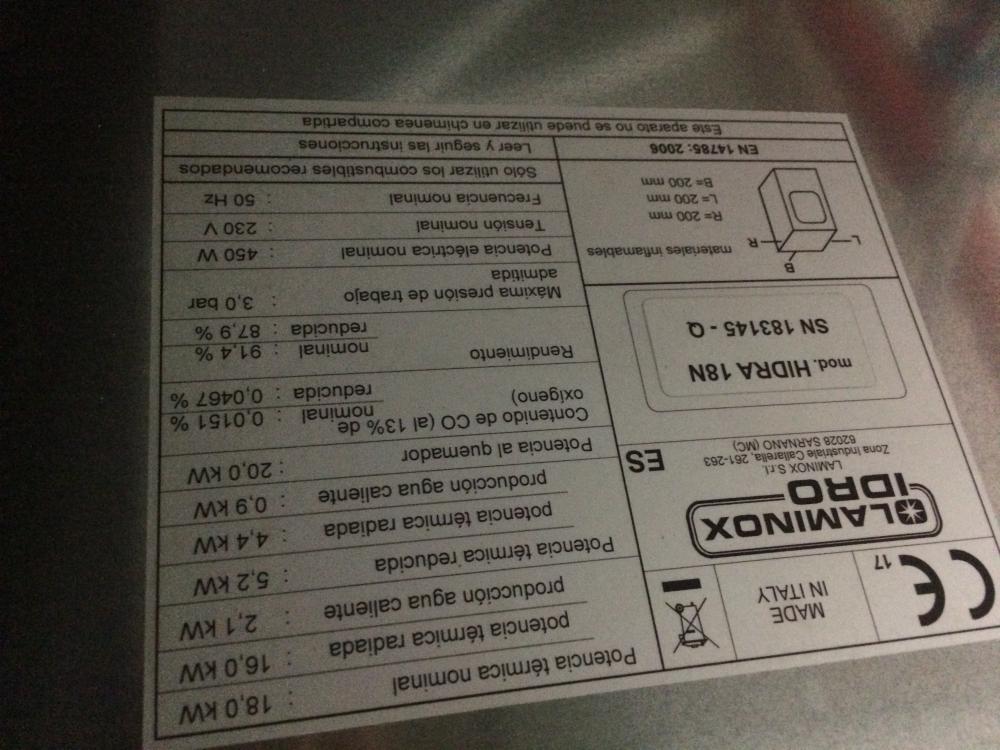 CE
17
MADE
IN ITALY
LAMINOX
IDRO
LAMINOX S.r.l.
Zona Industriale Callarella, 261-263
62028 SARNANO (MC)
ES
mod. HIDRA 18N
SN 183145 - Q
B
L
R
materiales inflamables
R= 200 mm
L= 200 mm
B= 200 mm
EN 14785: 2006
Potencia térmica nominal : 18,0 kW
potencia térmica radiada : 16,0 kW
producción agua caliente : 2,1 kW
Potencia térmica reducida : 5,2 kW
potencia térmica radiada : 4,4 kW
producción agua caliente : 0,9 kW
Potencia al quemador : 20,0 kW
Contenido de CO (al 13% de oxígeno) nominal : 0,0151 %
reducida : 0,0467 %
Rendimiento nominal : 91,4 %
reducida : 87,9 %
Máxima presión de trabajo admitida : 3,0 bar
Potencia eléctrica nominal : 450 W
Tensión nominal : 230 V
Frecuencia nominal : 50 Hz
Sólo utilizar los combustibles recomendados
Leer y seguir las instrucciones
Este aparato no se puede utilizar en chimenea compartida